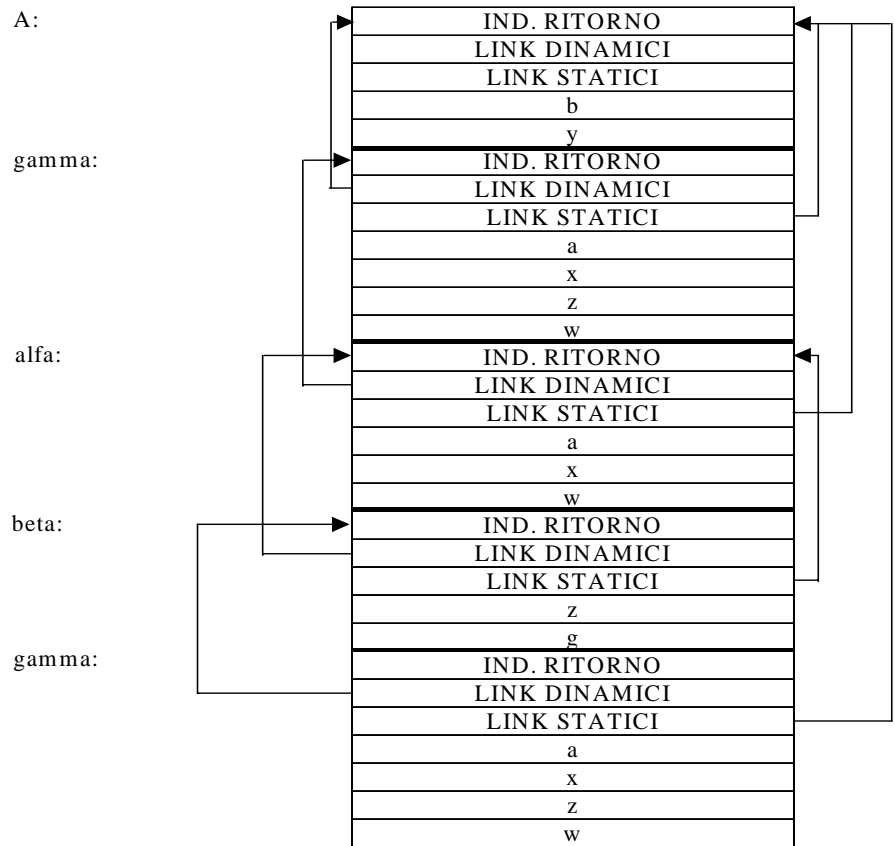 A:
IND. RITORNO
LINK DINAMICI
LINK STATICI
b
y
gamma:
IND. RITORNO
LINK DINAMICI
LINK STATICI
a
x
z
w
alfa:
IND. RITORNO
LINK DINAMICI
LINK STATICI
a
x
w
beta:
IND. RITORNO
LINK DINAMICI
LINK STATICI
z
g
gamma:
IND. RITORNO
LINK DINAMICI
LINK STATICI
a
x
z
w